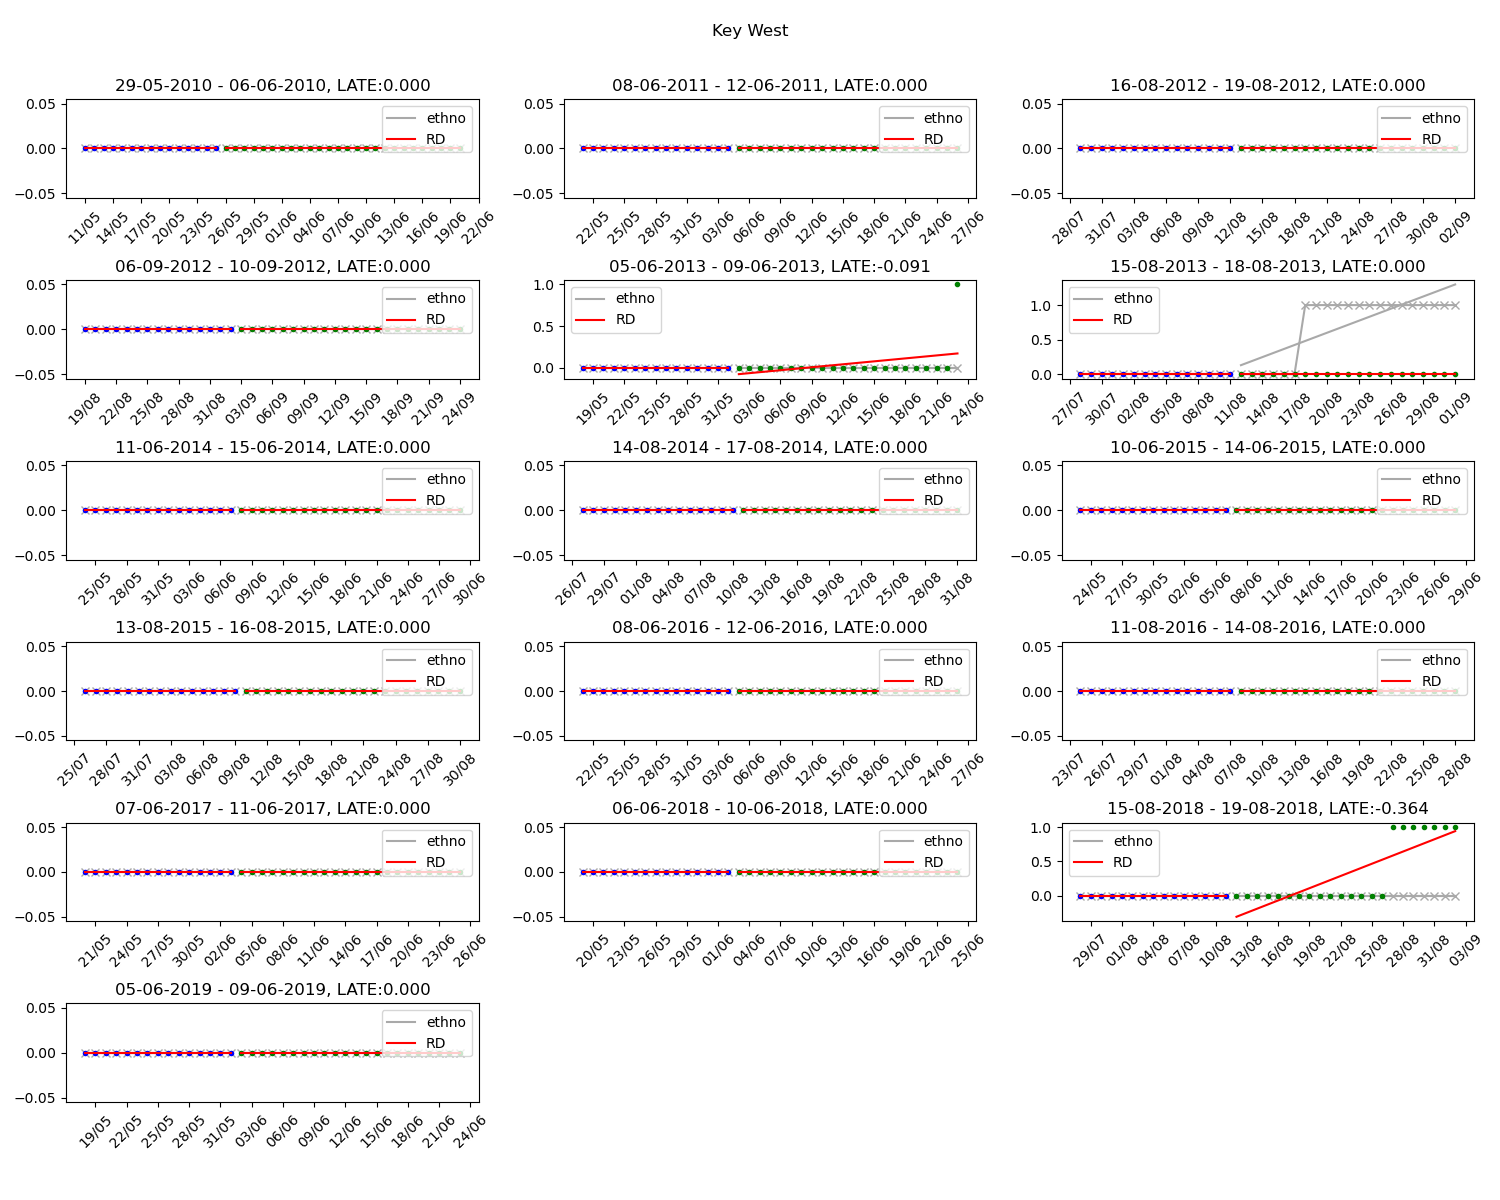 Key West
29-05-2010 - 06-06-2010, LATE:0.000
0.05
0.00
−0.05
ethno
RD
11/05 14/05 17/05 20/05 23/05 26/05 29/05 01/06 04/06 07/06 10/06 13/06 16/06 19/06 22/06
08-06-2011 - 12-06-2011, LATE:0.000
0.05
0.00
−0.05
ethno
RD
22/05 25/05 28/05 31/05 03/06 06/06 09/06 12/06 15/06 18/06 21/06 24/06 27/06
16-08-2012 - 19-08-2012, LATE:0.000
0.05
0.00
−0.05
ethno
RD
28/07 31/07 03/08 06/08 09/08 12/08 15/08 18/08 21/08 24/08 27/08 30/08 02/09
06-09-2012 - 10-09-2012, LATE:0.000
0.05
0.00
−0.05
ethno
RD
19/08 22/08 25/08 28/08 31/08 03/09 06/09 09/09 12/09 15/09 18/09 21/09 24/09
05-06-2013 - 09-06-2013, LATE:-0.091
1.0
0.5
0.0
ethno
RD
19/05 22/05 25/05 28/05 31/05 03/06 06/06 09/06 12/06 15/06 18/06 21/06 24/06
15-08-2013 - 18-08-2013, LATE:0.000
1.0
0.5
0.0
ethno
RD
27/07 30/07 02/08 05/08 08/08 11/08 14/08 17/08 20/08 23/08 26/08 29/08 01/09
11-06-2014 - 15-06-2014, LATE:0.000
0.05
0.00
−0.05
ethno
RD
25/05 28/05 31/05 03/06 06/06 09/06 12/06 15/06 18/06 21/06 24/06 27/06 30/06
14-08-2014 - 17-08-2014, LATE:0.000
0.05
0.00
−0.05
ethno
RD
26/07 29/07 01/08 04/08 07/08 10/08 13/08 16/08 19/08 22/08 25/08 28/08 31/08
10-06-2015 - 14-06-2015, LATE:0.000
0.05
0.00
−0.05
ethno
RD
24/05 27/05 30/05 02/06 05/06 08/06 11/06 14/06 17/06 20/06 23/06 26/06 29/06
13-08-2015 - 16-08-2015, LATE:0.000
0.05
0.00
−0.05
ethno
RD
25/07 28/07 31/07 03/08 06/08 09/08 12/08 15/08 18/08 21/08 24/08 27/08 30/08
08-06-2016 - 12-06-2016, LATE:0.000
0.05
0.00
−0.05
ethno
RD
22/05 25/05 28/05 31/05 03/06 06/06 09/06 12/06 15/06 18/06 21/06 24/06 27/06
11-08-2016 - 14-08-2016, LATE:0.000
0.05
0.00
−0.05
ethno
RD
23/07 26/07 29/07 01/08 04/08 07/08 10/08 13/08 16/08 19/08 22/08 25/08 28/08
07-06-2017 - 11-06-2017, LATE:0.000
0.05
0.00
−0.05
ethno
RD
21/05 24/05 27/05 30/05 02/06 05/06 08/06 11/06 14/06 17/06 20/06 23/06 26/06
06-06-2018 - 10-06-2018, LATE:0.000
0.05
0.00
−0.05
ethno
RD
20/05 23/05 26/05 29/05 01/06 04/06 07/06 10/06 13/06 16/06 19/06 22/06 25/06
15-08-2018 - 19-08-2018, LATE:-0.364
1.0
0.5
0.0
ethno
RD
29/07 01/08 04/08 07/08 10/08 13/08 16/08 19/08 22/08 25/08 28/08 31/08 03/09
05-06-2019 - 09-06-2019, LATE:0.000
0.05
0.00
−0.05
ethno
RD
19/05 22/05 25/05 28/05 31/05 03/06 06/06 09/06 12/06 15/06 18/06 21/06 24/06